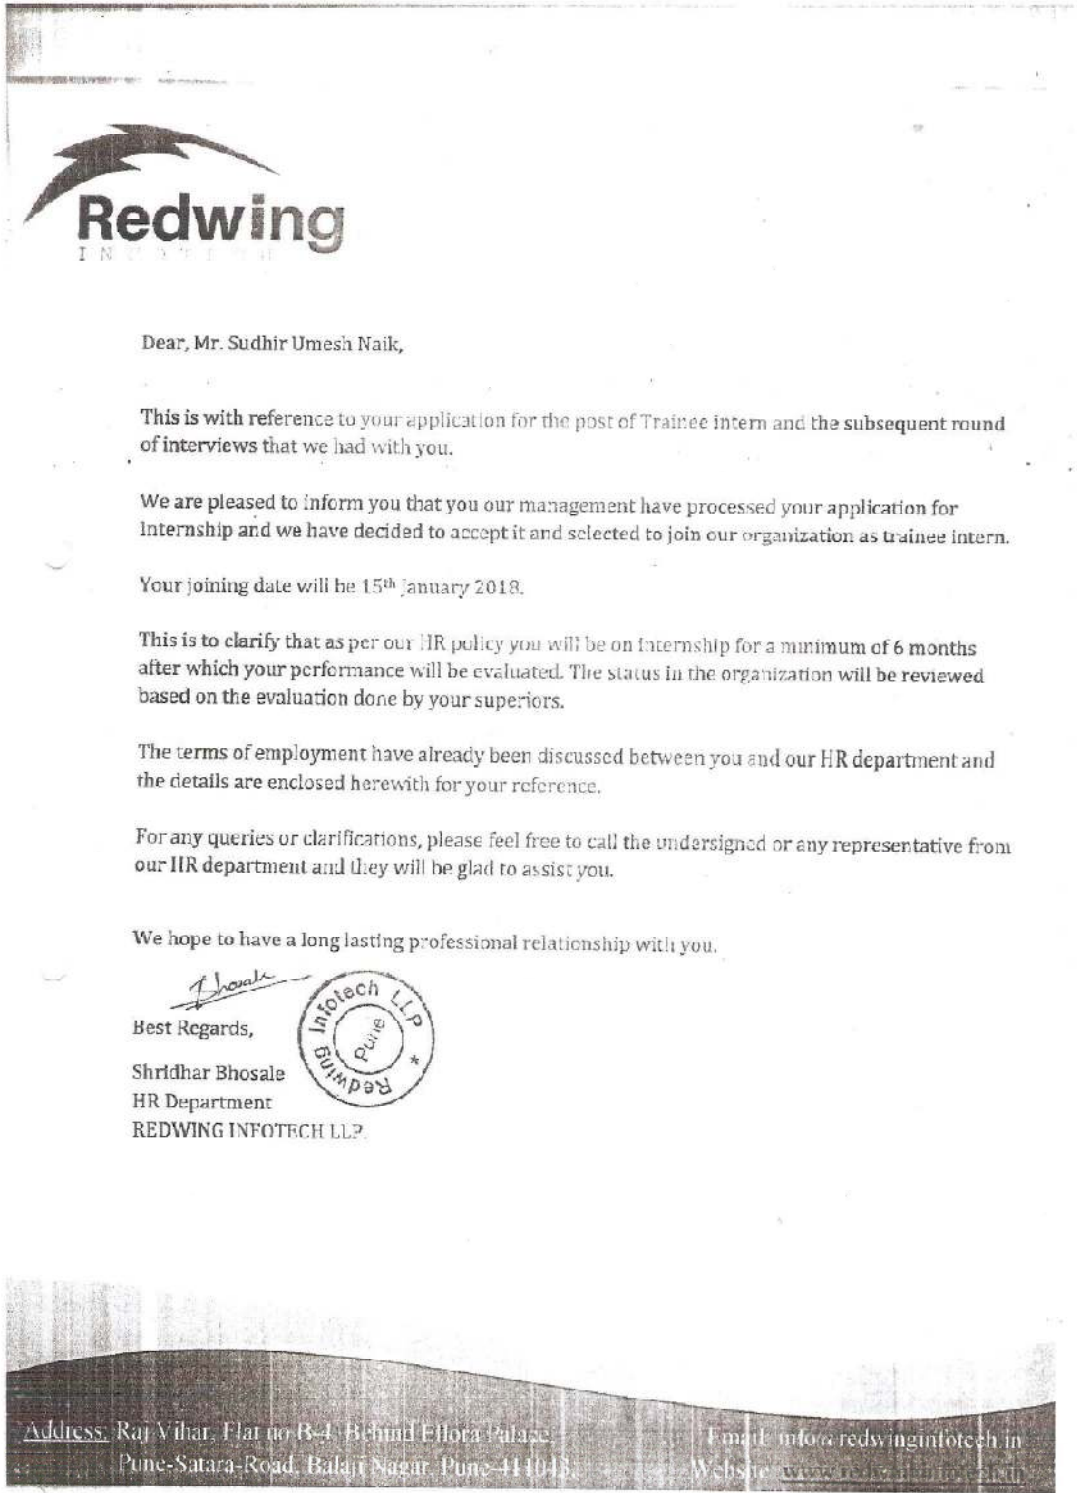 Redwing
Dear, Mr. Sudhir Umesh Naik,
This is with reference to your application for the post of Trainee intern and the subsequent round
of interviews that we had with you.
We are pleased to inform you that you our management have processed your application for
Internship and we have decided to accept it and selected to join our organization as trainee intern.
Your joining date will be 15th January 2018.
This is to clarify that as per our HR policy you will be on internship for a minimum of 6 months
after which your performance will be evaluated. The status in the organization will be reviewed
based on the evaluation done by your superiors.
The terms of employment have already been discussed between you and our HR department and
the details are enclosed herewith for your reference.
For any queries or clarifications, please feel free to call the undersigned or any representative from
our HR department and they will be glad to assist you.
We hope to have a long lasting professional relationship with you.
Bhosale
Redwing Infotech LLP *
Pune
Best Regards,
Shridhar Bhosale
HR Department
REDWING INFOTECH LLP.
Address: Raj Vihar, Flat no B-4, Behind Ellora Palace,
Pune-Satara-Road, Balaji Nagar, Pune-411043.
Email: info@redwinginfotech.in
Website: